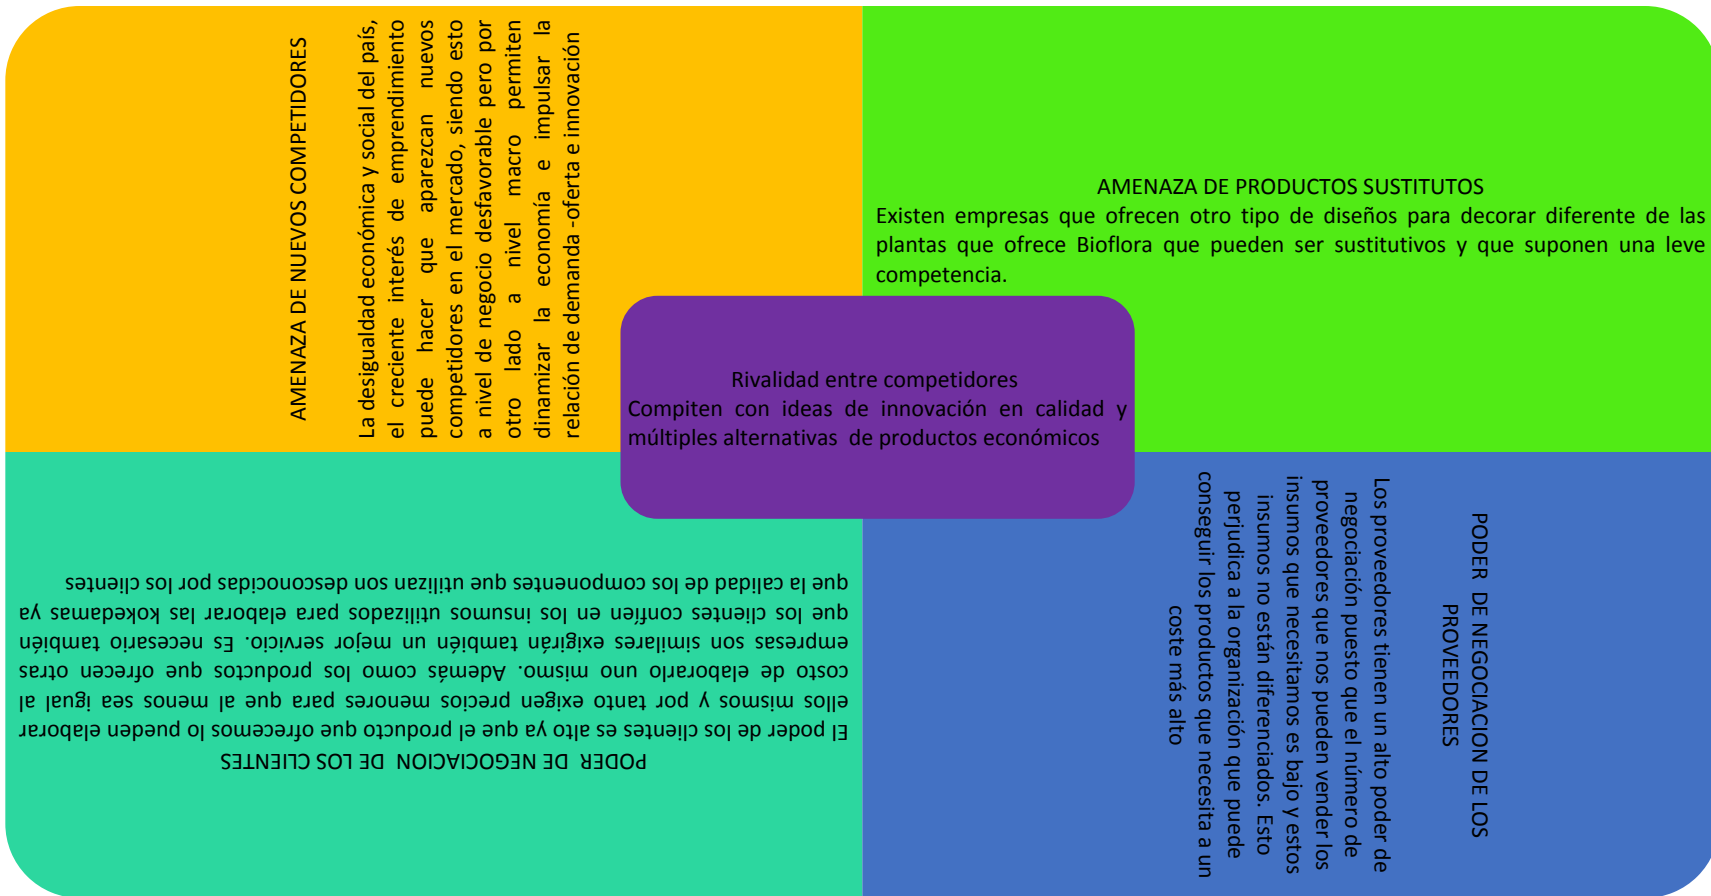 AMENAZA DE NUEVOS COMPETIDORES
La desigualdad económica y social del país,
el creciente interés de emprendimiento
puede hacer que aparezcan nuevos
competidores en el mercado, siendo esto
a nivel de negocio desfavorable pero por
otro lado a nivel macro permiten
dinamizar la economía e impulsar la
relación de demanda -oferta e innovación
AMENAZA DE PRODUCTOS SUSTITUTOS
Existen empresas que ofrecen otro tipo de diseños para decorar diferente de las
plantas que ofrece Bioflora que pueden ser sustitutivos y que suponen una leve
competencia.
Rivalidad entre competidores
Compiten con ideas de innovación en calidad y
múltiples alternativas de productos económicos
PODER DE NEGOCIACION DE LOS CLIENTES
El poder de los clientes es alto ya que el producto que ofrecemos lo pueden elaborar
ellos mismos y por tanto exigen precios menores para que al menos sea igual al
costo de elaborarlo uno mismo. Además como los productos que ofrecen otras
empresas son similares exigirán también un mejor servicio. Es necesario también
que los clientes confíen en los insumos utilizados para elaborar las kokedamas ya
que la calidad de los componentes que utilizan son desconocidas por los clientes
PODER DE NEGOCIACION DE LOS
PROVEEDORES
Los proveedores tienen un alto poder de
negociación puesto que el número de
proveedores que nos pueden vender los
insumos que necesitamos es bajo y estos
insumos no están diferenciados. Esto
perjudica a la organización que puede
conseguir los productos que necesita a un
coste más alto